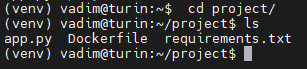 (venv) vadim@turin:~$  cd project/
(venv) vadim@turin:~/project$ ls
app.py  Dockerfile  requirements.txt
(venv) vadim@turin:~/project$